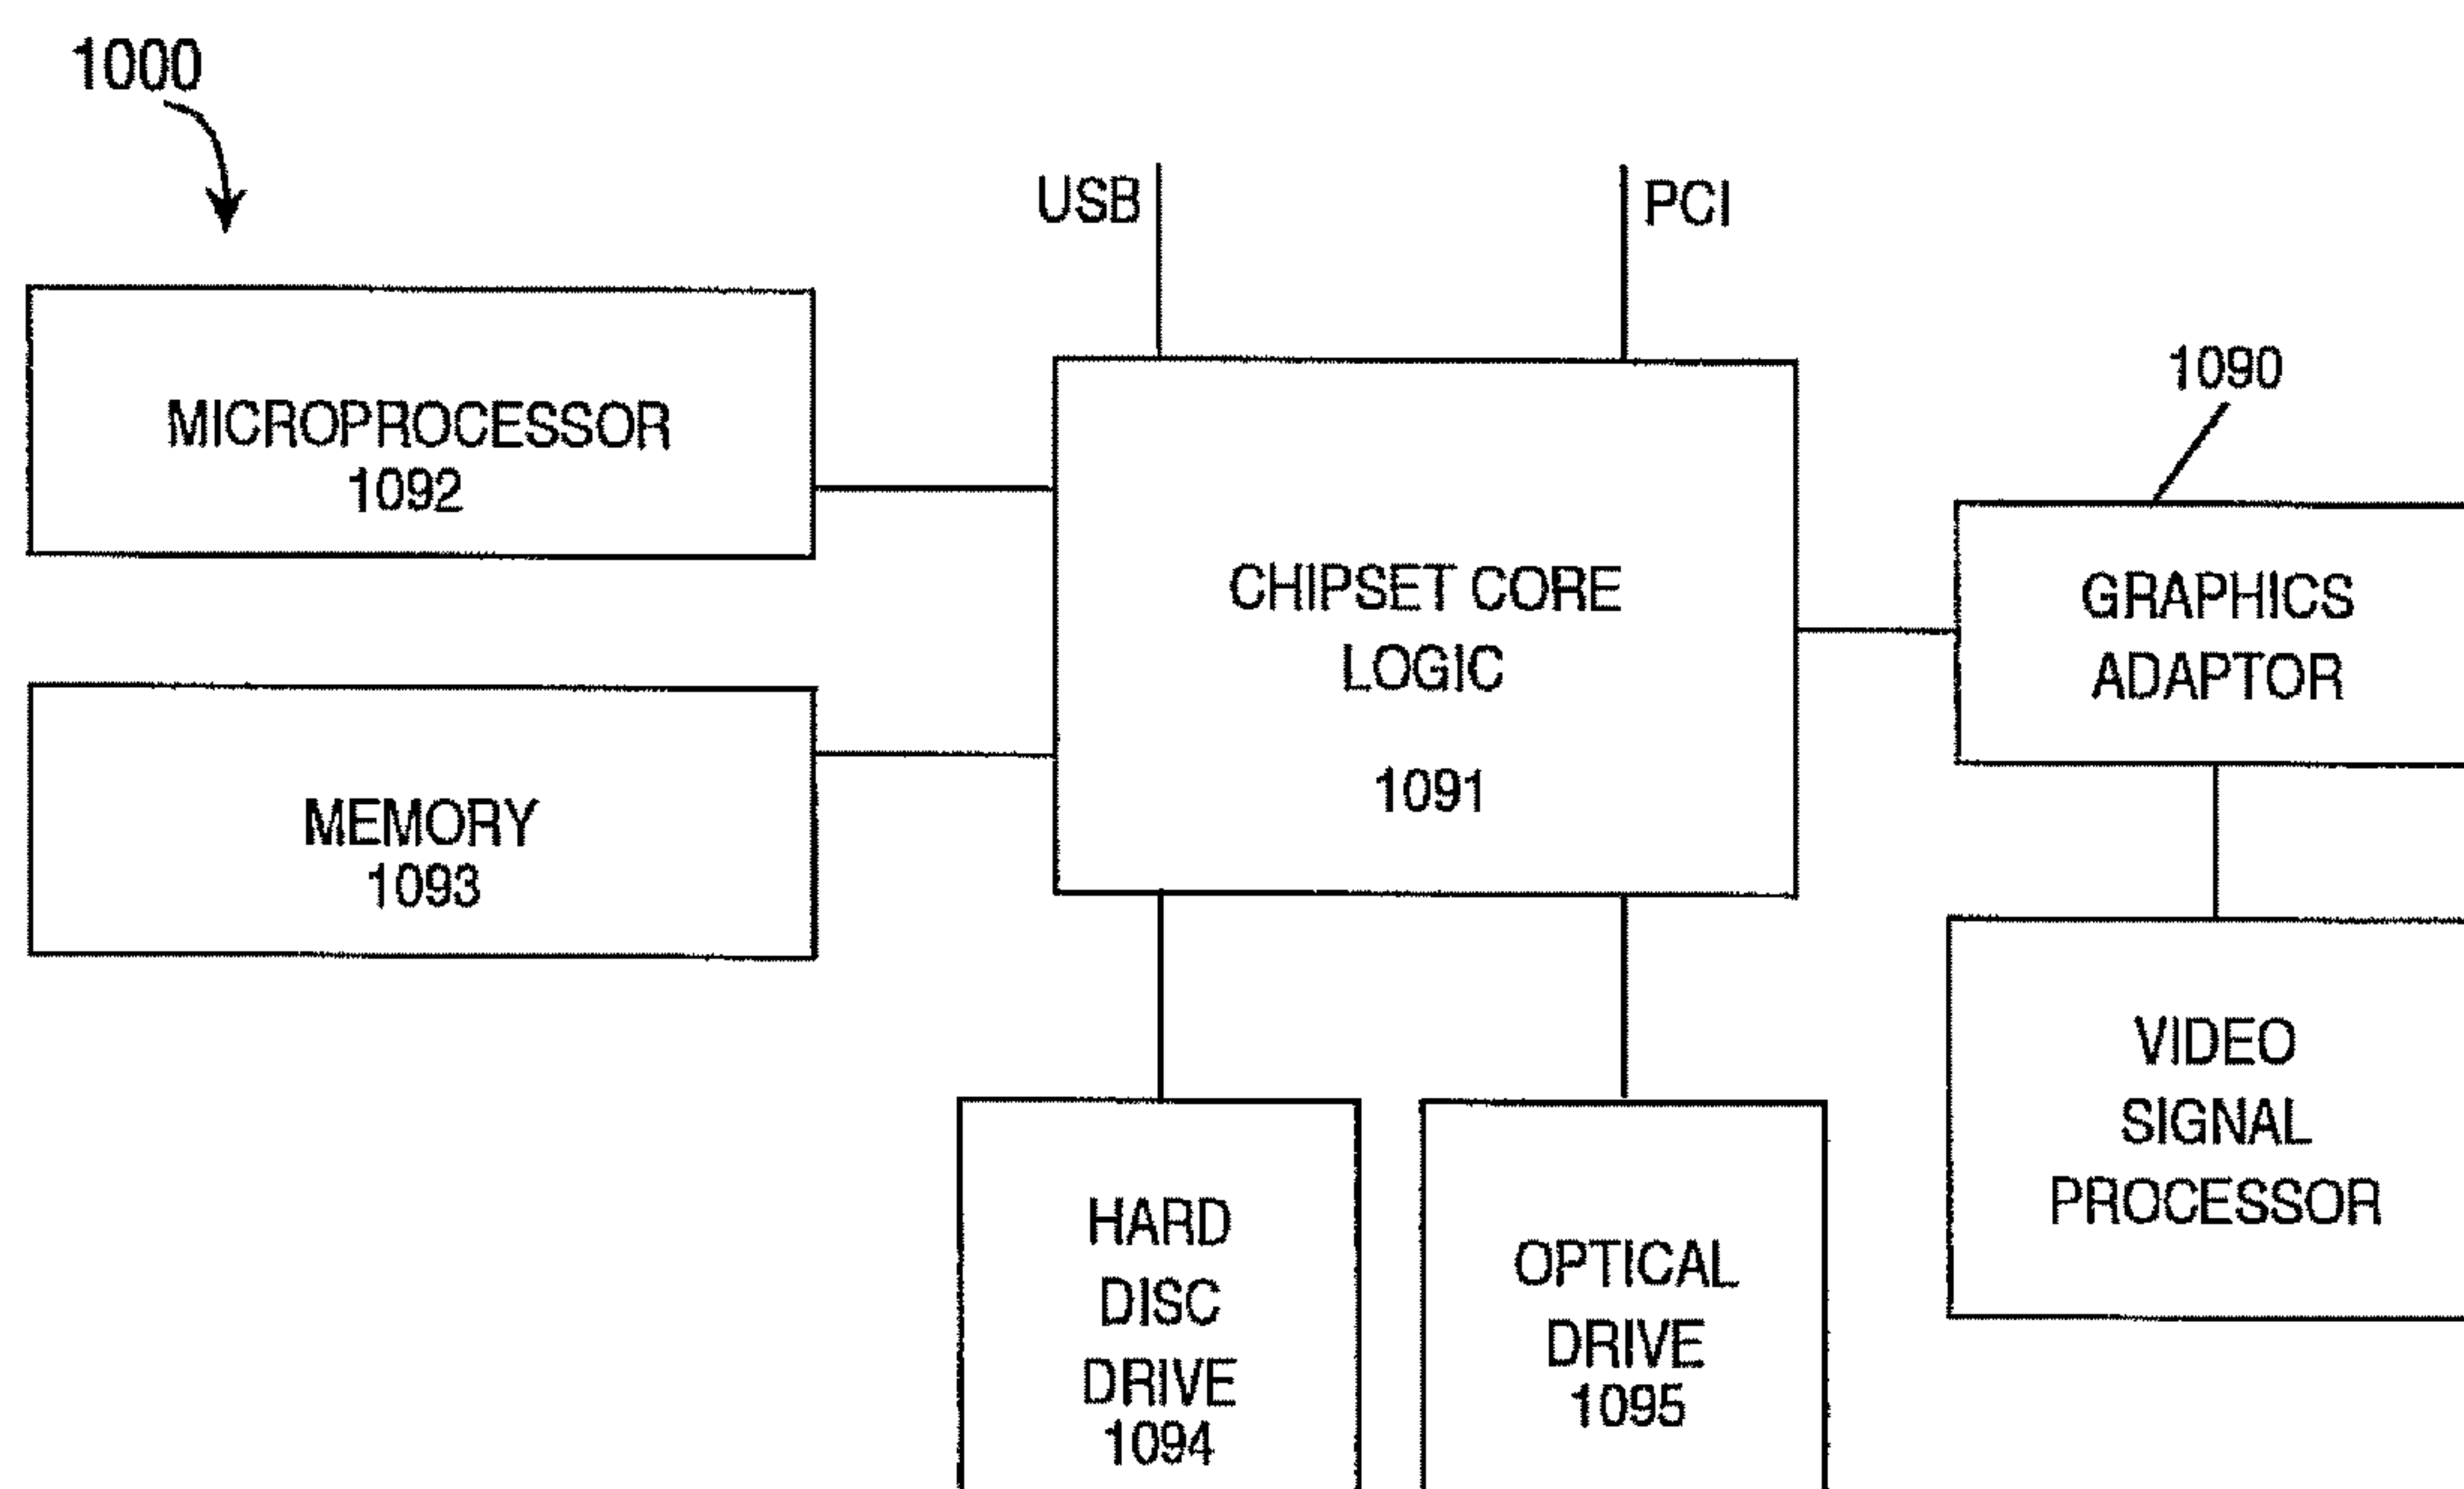 1000
USB
PCI
MICROPROCESSOR
1092
CHIPSET CORE
LOGIC
1091
1090
GRAPHICS
ADAPTOR
MEMORY
1093
VIDEO
SIGNAL
PROCESSOR
HARD
DISC
DRIVE
1094
OPTICAL
DRIVE
1095